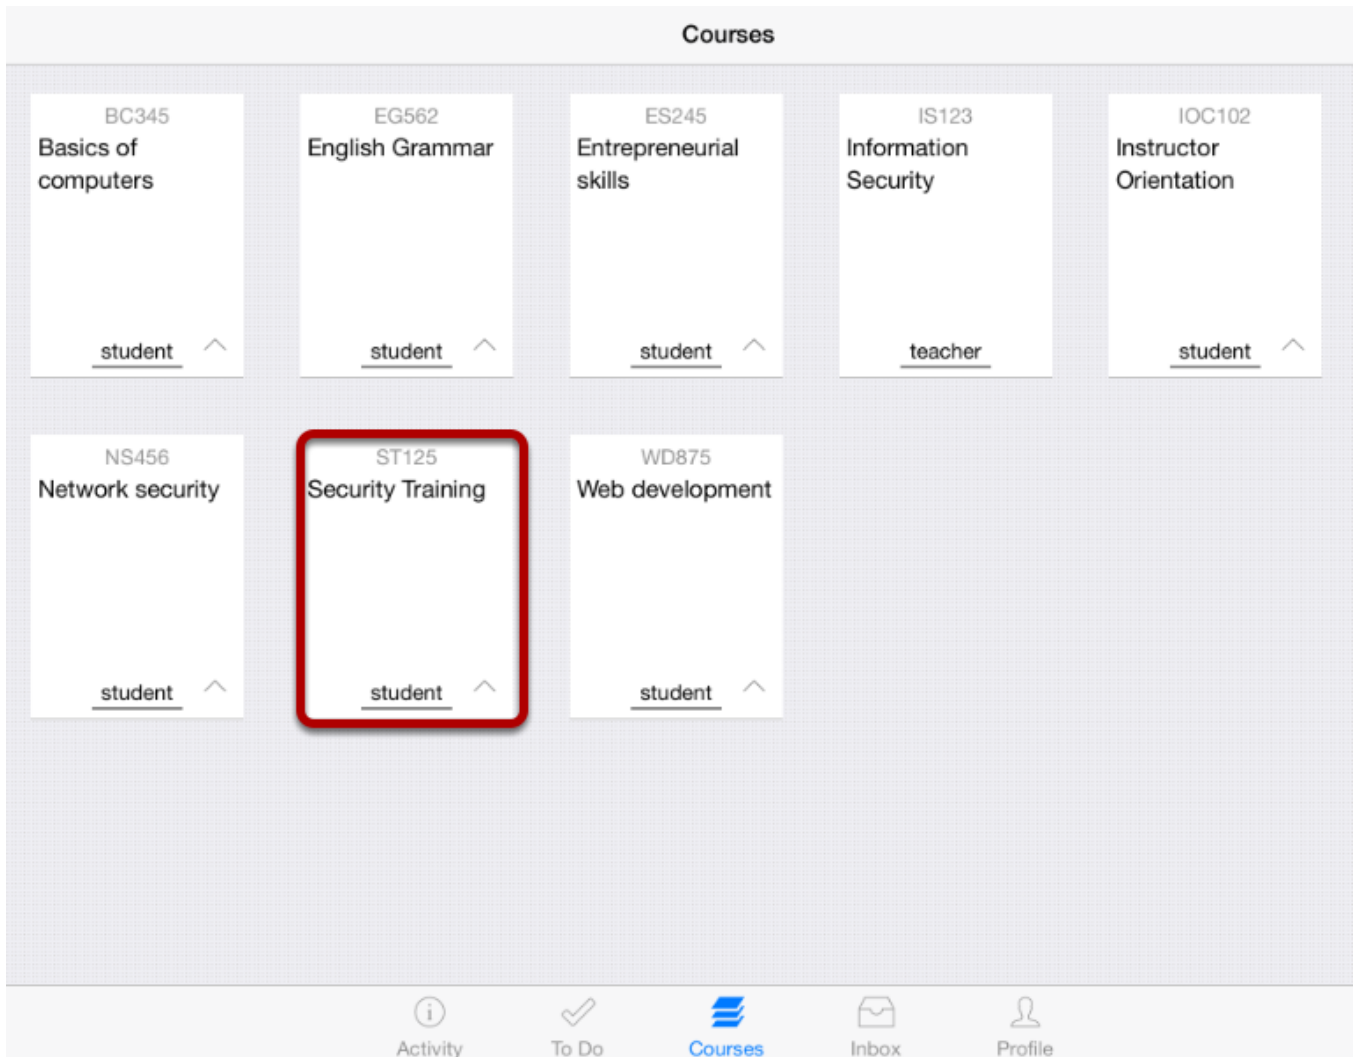 Courses
BC345
Basics of
computers
student
EG562
English Grammar
student
ES245
Entrepreneurial
skills
student
IS123
Information
Security
teacher
IOC102
Instructor
Orientation
student
NS456
Network security
student
ST125
Security Training
student
WD875
Web development
student
Activity
To Do
Courses
Inbox
Profile